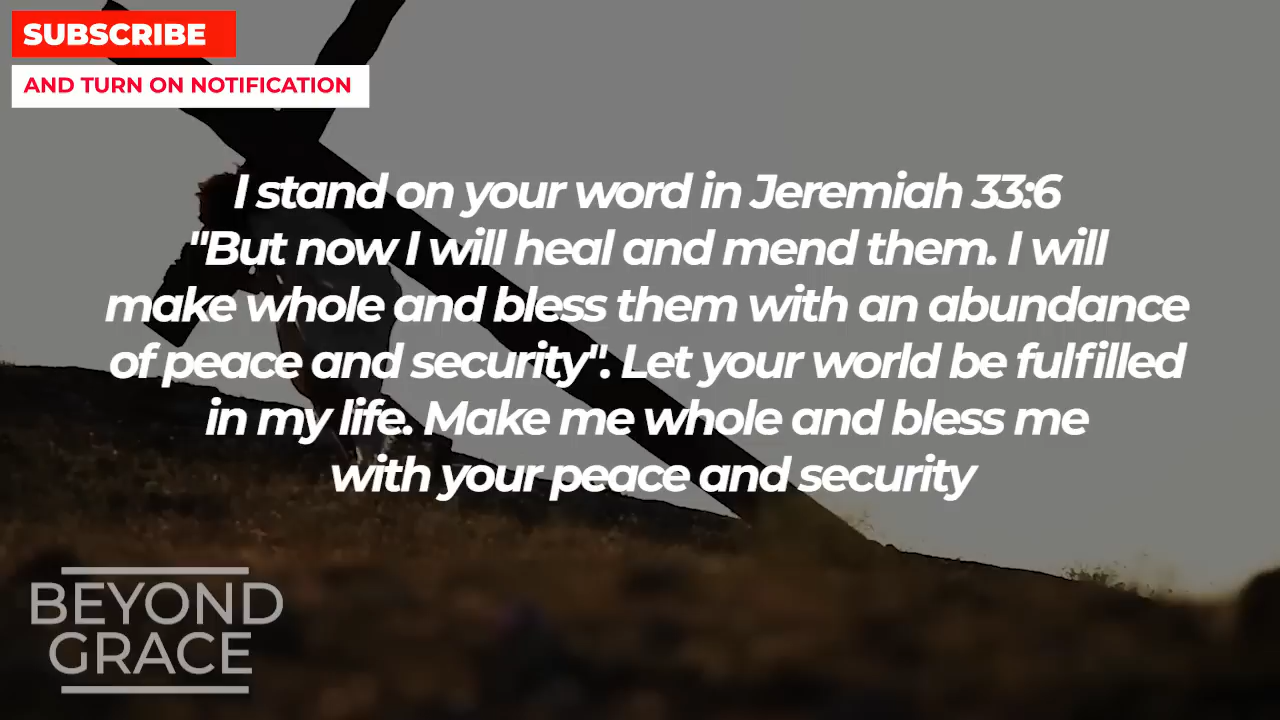 SUBSCRIBE
AND TURN ON NOTIFICATION
I stand on your word in Jeremiah 33:6
"But now I will heal and mend them. I will
make whole and bless them with an abundance
of peace and security". Let your world be fulfilled
in my life. Make me whole and bless me
with your peace and security
BEYOND
GRACE